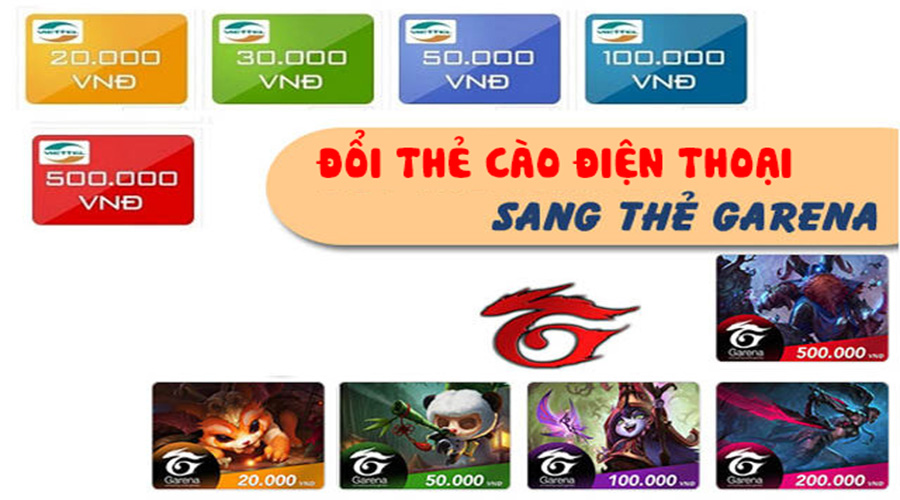 VIETTEL
20.000
VNĐ
VIETTEL
30.000
VNĐ
VIETTEL
50.000
VNĐ
VIETTEL
100.000
VNĐ
VIETTEL
500.000
VNĐ
ĐỔI THẺ CÀO ĐIỆN THOẠI
SANG THẺ GARENA
Garena
500.000 VNĐ
Garena
20.000 VNĐ
Garena
50.000 VNĐ
Garena
100.000 VNĐ
Garena
200.000 VNĐ